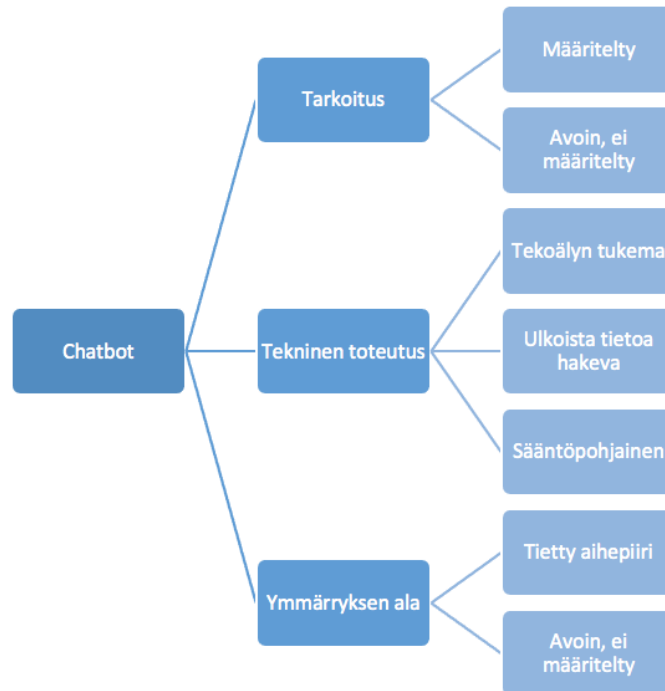 Chatbot
Tarkoitus
Määritelty
Avoin, ei
määritelty
Tekninen toteutus
Tekoälyn tukema
Ulkoista tietoa
hakeva
Sääntöpohjainen
Ymmärryksen ala
Tietty aihepiiri
Avoin, ei
määritelty